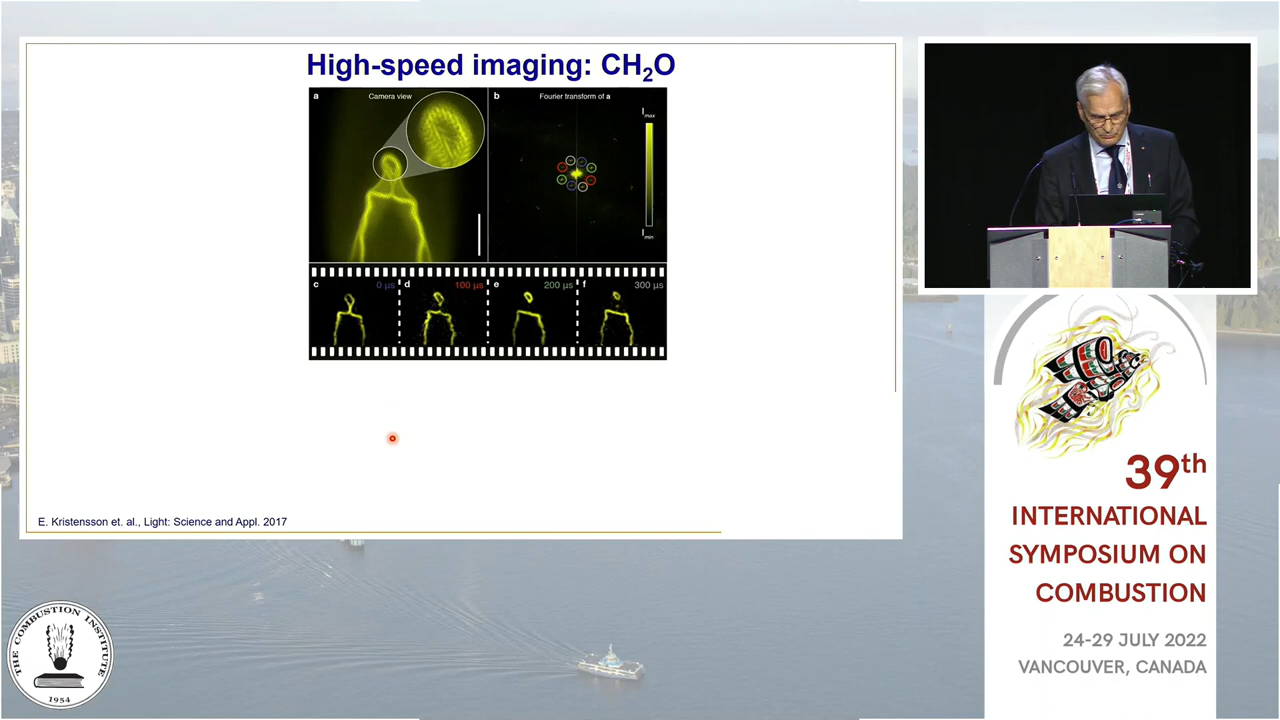 High-speed imaging: CH₂O
a
Camera view
b
Fourier transform of a
I max
I min
c
0 µs
d
100 µs
e
200 µs
f
300 µs
E. Kristensson et. al., Light: Science and Appl. 2017
39th
INTERNATIONAL
SYMPOSIUM ON
COMBUSTION
24-29 JULY 2022
VANCOUVER, CANADA
THE COMBUSTION INSTITUTE
1954